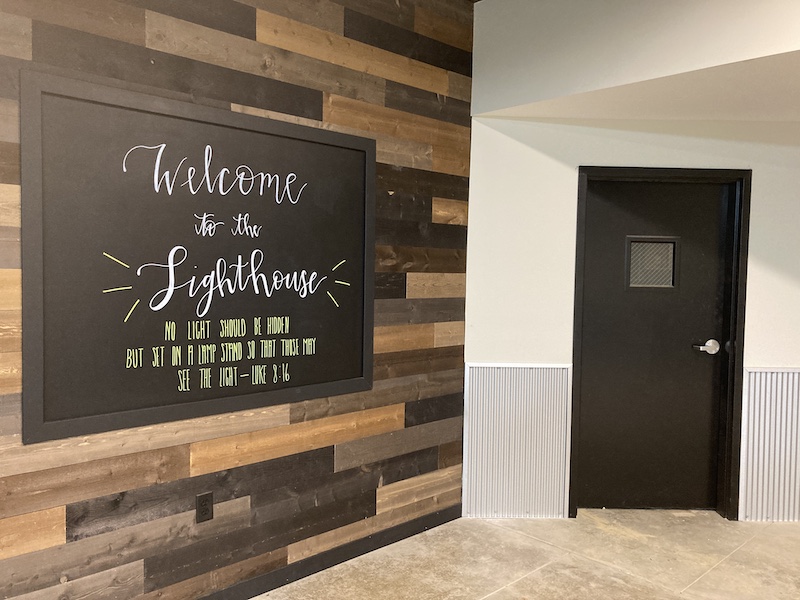 Welcome
to the
Lighthouse
NO LIGHT SHOULD BE HIDDEN
BUT SET ON A LAMP STAND SO THAT THOSE MAY
SEE THE LIGHT — LUKE 8:16